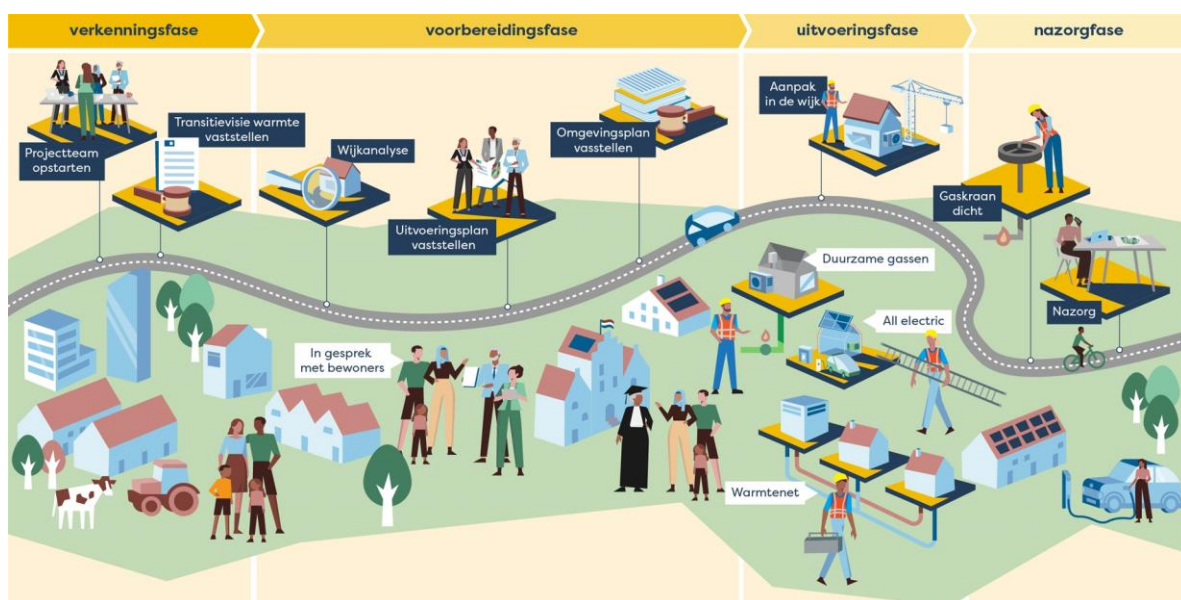 verkenningsfase
voorbereidingsfase
uitvoeringsfase
nazorgfase
Projectteam
opstarten
Transitievisie warmte
vaststellen
Wijkanalyse
Uitvoeringsplan
vaststellen
Omgevingsplan
vasstellen
Aanpak
in de wijk
Gaskraan
dicht
Nazorg
Duurzame gassen
All electric
In gesprek
met bewoners
Warmtenet